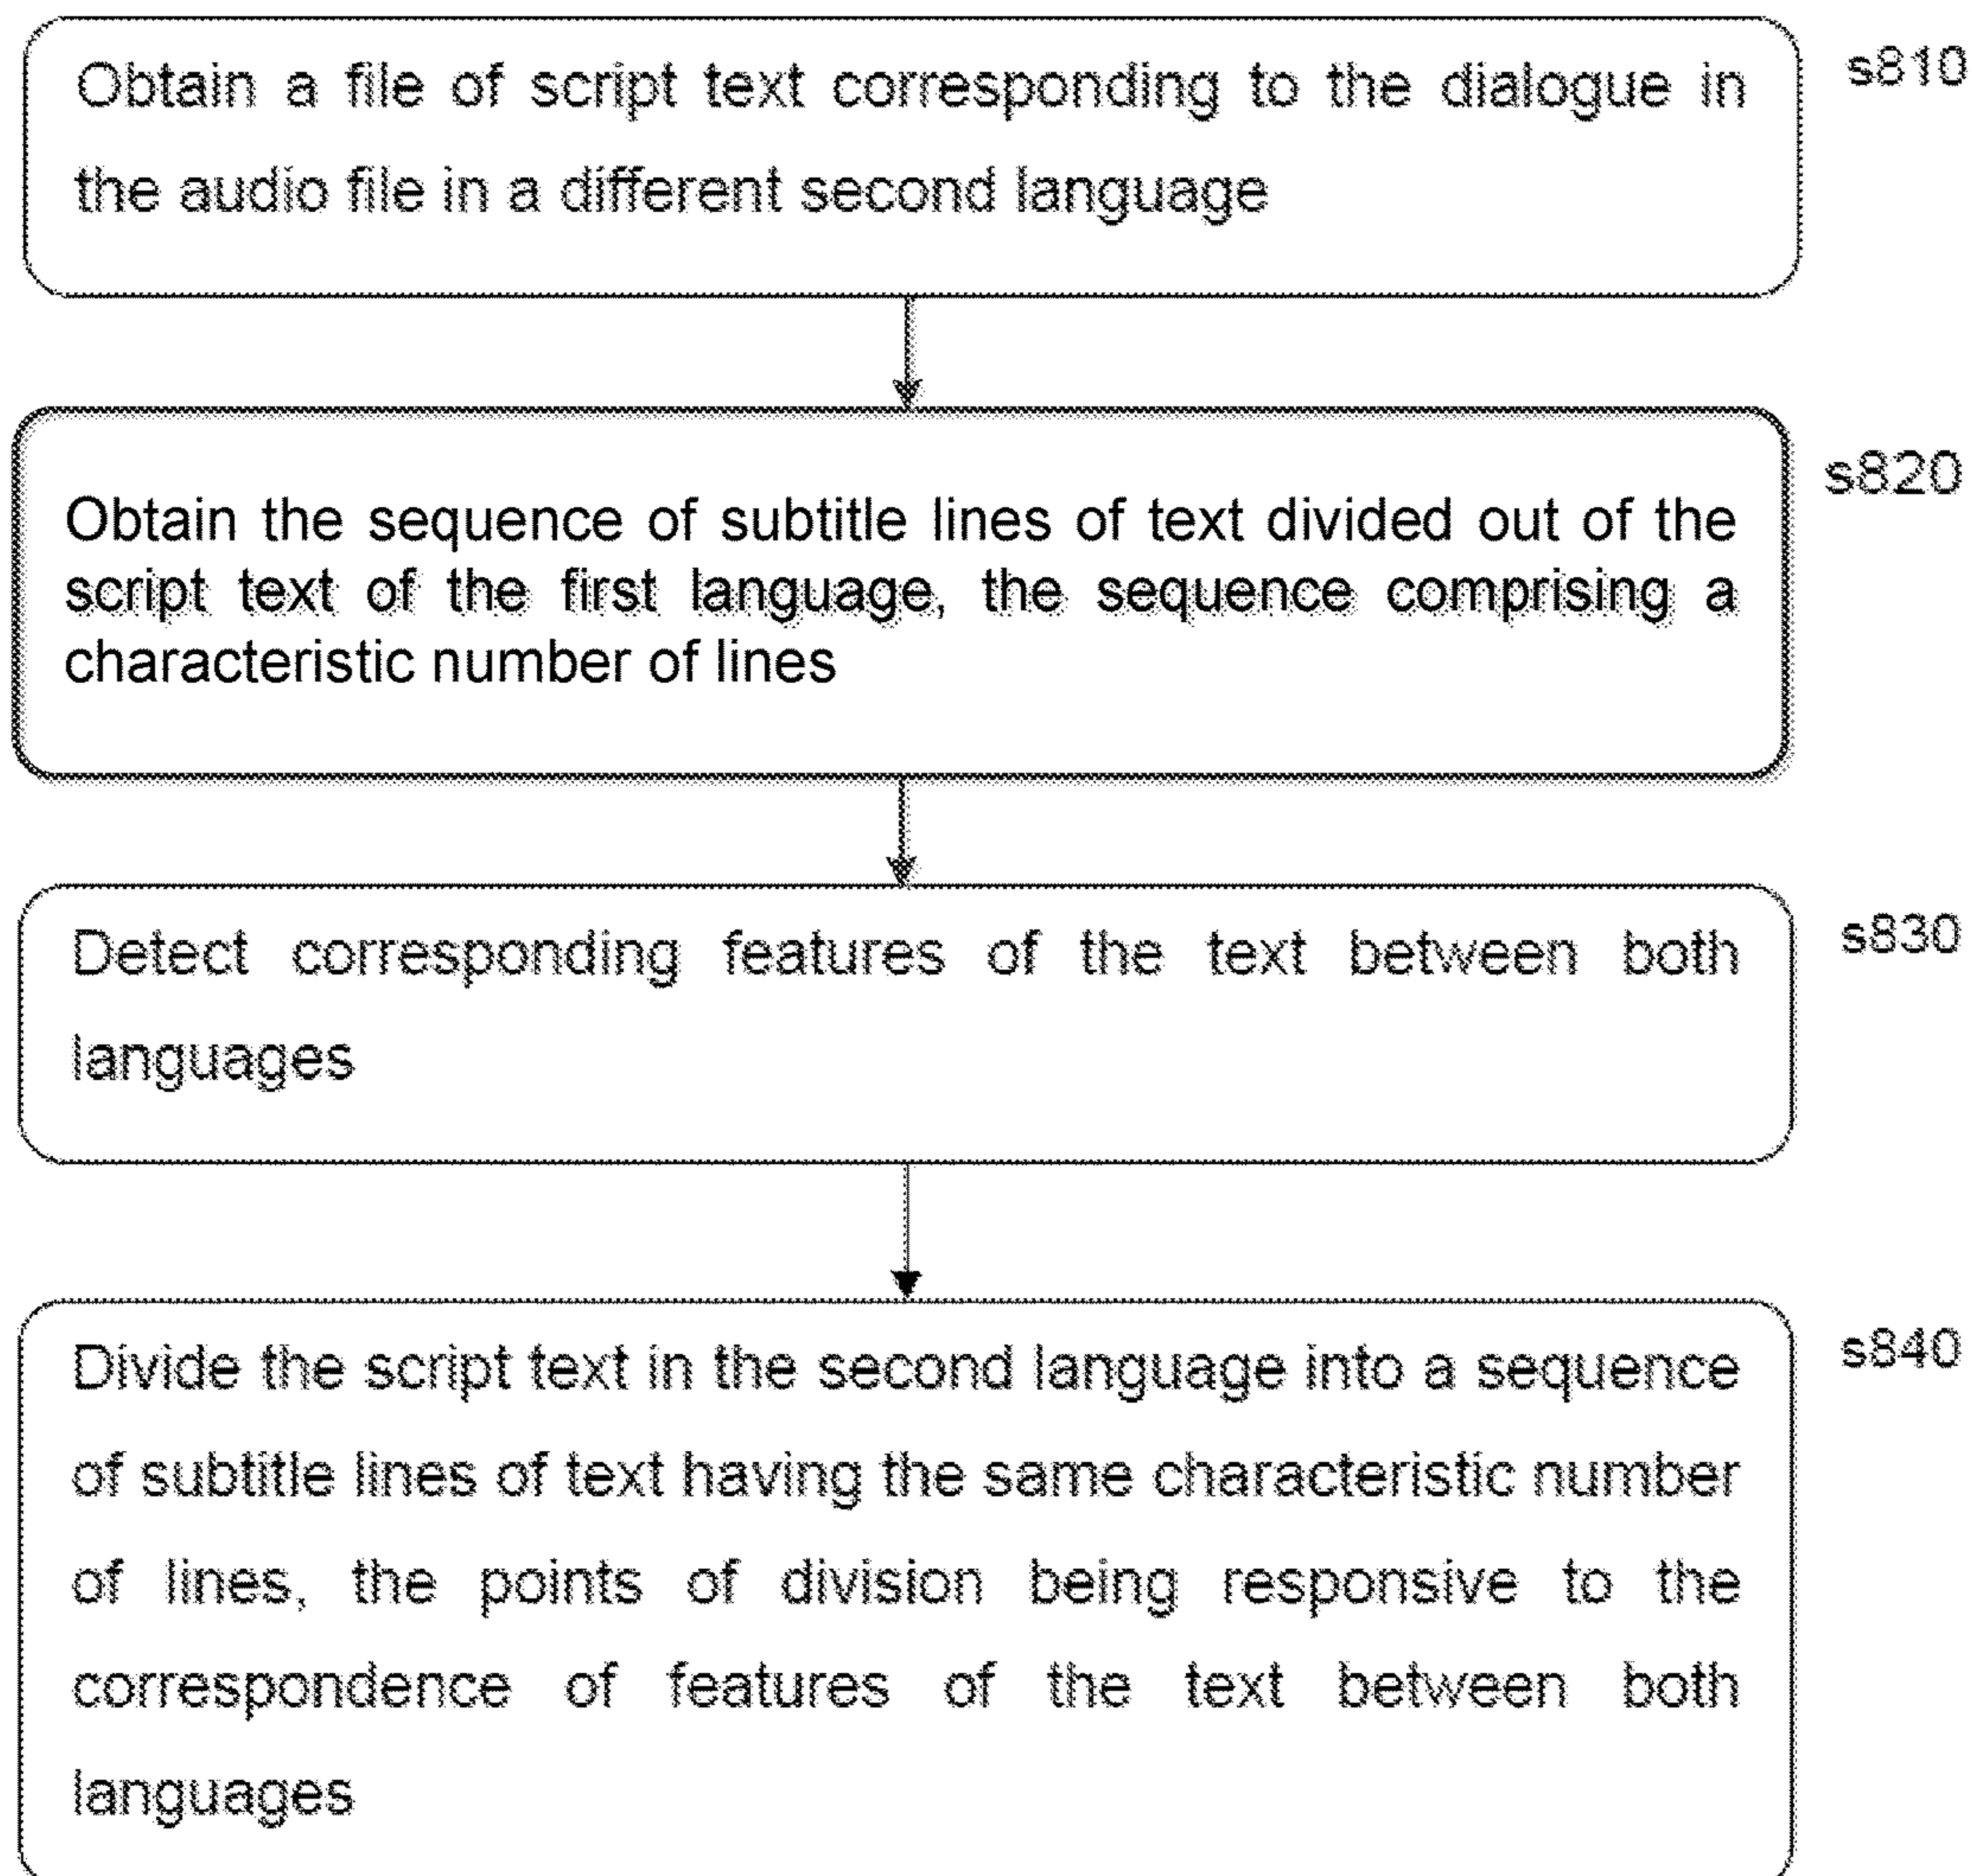 Obtain a file of script text corresponding to the dialogue in
s810
the audio file in a different second language
Obtain the sequence of subtitle lines of text divided out of the
s820
script text of the first language, the sequence comprising a
characteristic number of lines
Detect corresponding features of the text between both
s830
languages
Divide the script text in the second language into a sequence
s840
of subtitle lines of text having the same characteristic number
of lines, the points of division being responsive to the
correspondence of features of the text between both
languages